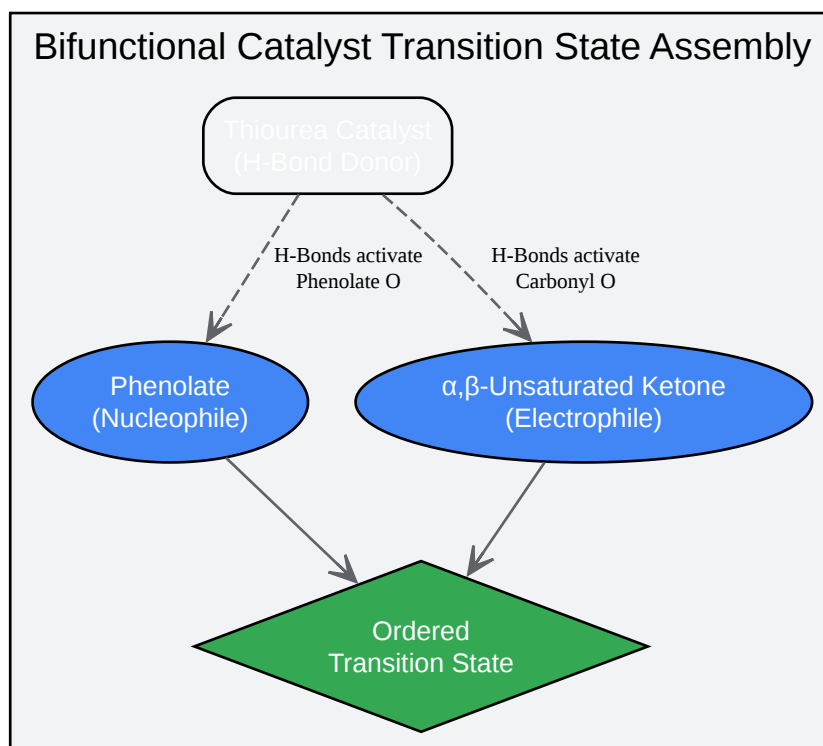 Bifunctional Catalyst Transition State Assembly
Thiourea Catalyst
(H-Bond Donor)
H-Bonds activate
Phenolate O
H-Bonds activate
Carbonyl O
Phenolate
(Nucleophile)
α,β-Unsaturated Ketone
(Electrophile)
Ordered
Transition State